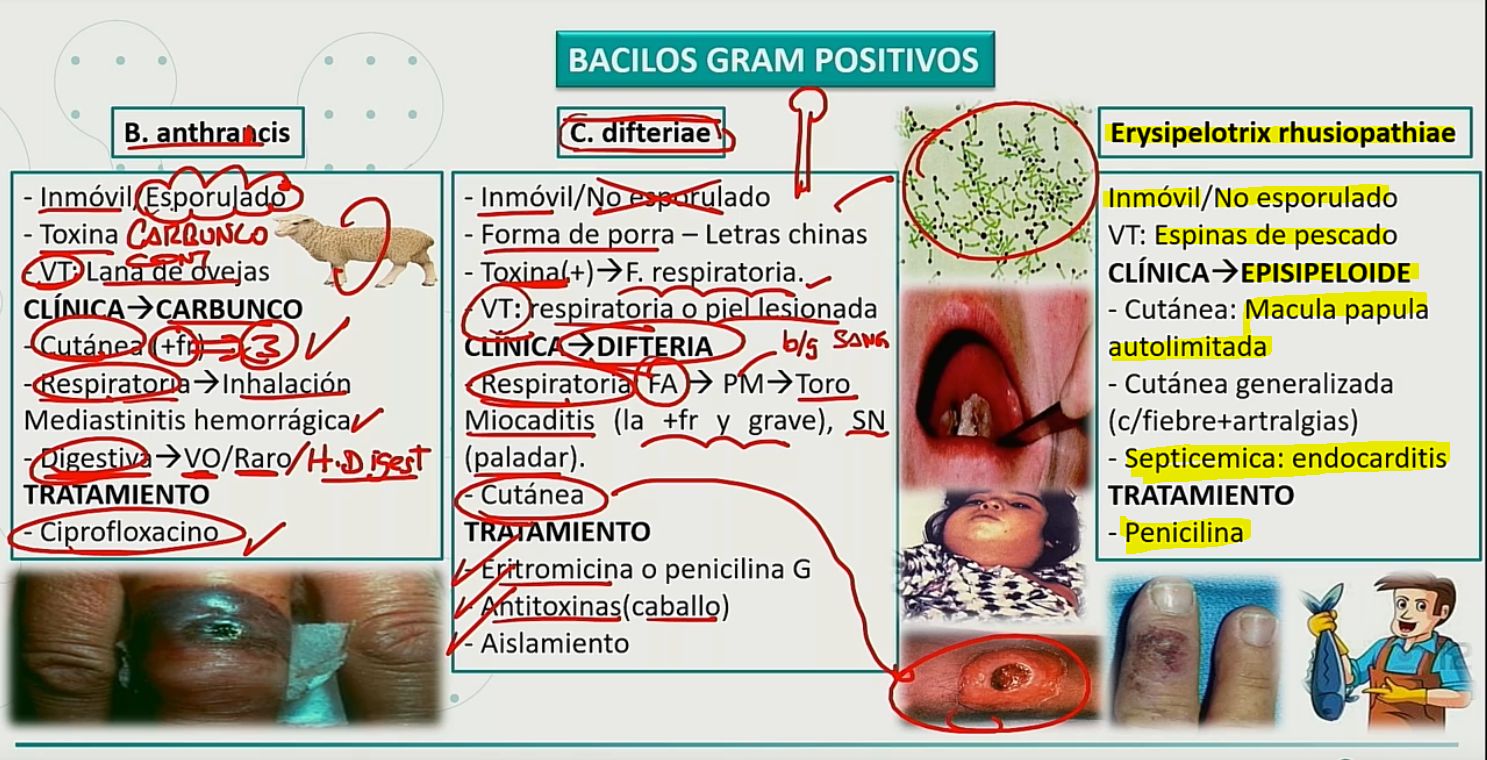 BACILOS GRAM POSITIVOS
B. anthrancis
- Inmóvil/Esporulado
- Toxina CARBUNCO
- VT: Lana de ovejas
CLÍNICA→CARBUNCO
- Cutánea (+fr) ⇒ 3
- Respiratoria→Inhalación
Mediastinitis hemorrágica
- Digestiva→VO/Raro/H.Digest
TRATAMIENTO
- Ciprofloxacino
C. difteriae
- Inmóvil/No esporulado
- Forma de porra – Letras chinas
- Toxina(+)→F. respiratoria.
- VT: respiratoria o piel lesionada
CLÍNICA→DIFTERIA b/g SANG
- Respiratoria FA → PM→Toro
Miocaditis (la +fr y grave), SN
(paladar).
- Cutánea
TRATAMIENTO
- Eritromicina o penicilina G
- Antitoxinas(caballo)
- Aislamiento
Erysipelotrix rhusiopathiae
Inmóvil/No esporulado
VT: Espinas de pescado
CLÍNICA→EPISIPELOIDE
- Cutánea: Macula papula
autolimitada
- Cutánea generalizada
(c/fiebre+artralgias)
- Septicemica: endocarditis
TRATAMIENTO
- Penicilina